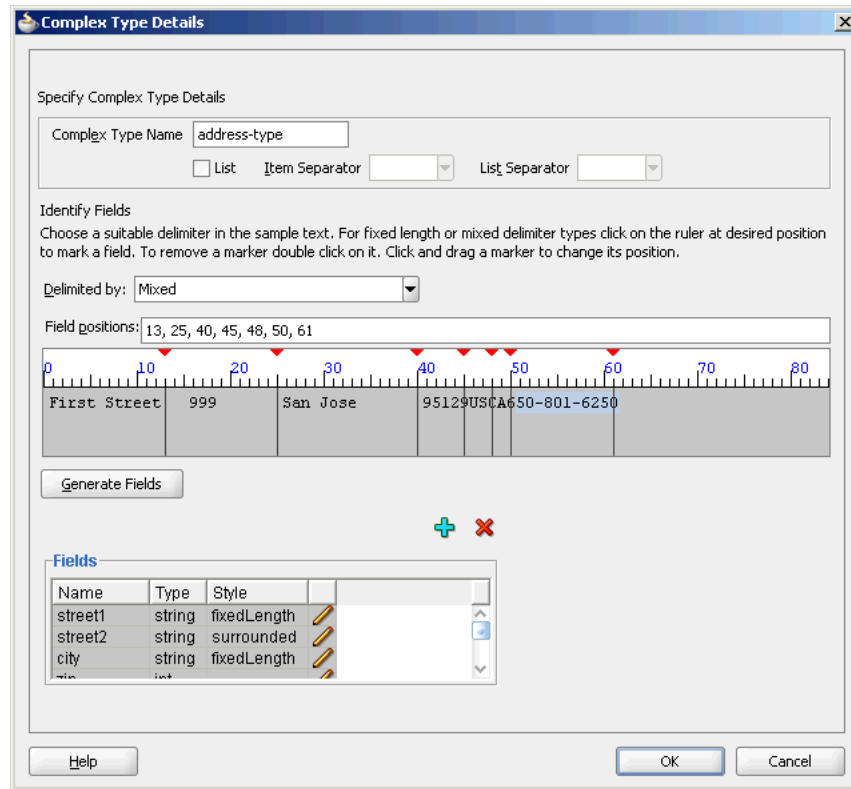 Complex Type Details
Specify Complex Type Details
Complex Type Name address-type
List Item Separator List Separator
Identify Fields
Choose a suitable delimiter in the sample text. For fixed length or mixed delimiter types click on the ruler at desired position
to mark a field. To remove a marker double click on it. Click and drag a marker to change its position.
Delimited by: Mixed
Field positions: 13, 25, 40, 45, 48, 50, 61
0 10 20 30 40 50 60 70 80
First Street 999 San Jose 95129USCA650-801-6250
Generate Fields
Fields
Name Type Style
street1 string fixedLength
street2 string surrounded
city string fixedLength
zip int
Help OK Cancel